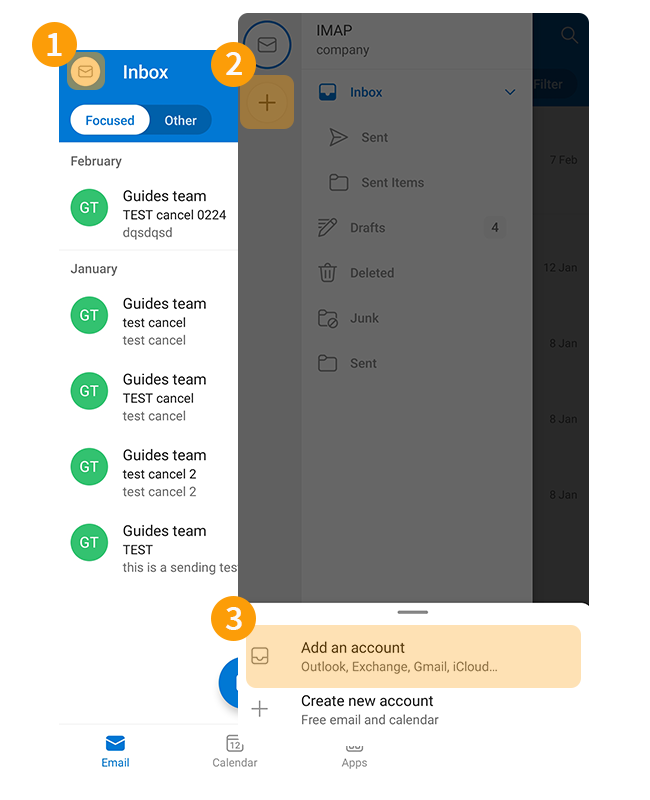 1
Inbox
Focused
Other
February
GT
Guides team
TEST cancel 0224
dqsdqsd
January
GT
Guides team
test cancel
test cancel
GT
Guides team
TEST cancel
test cancel
GT
Guides team
test cancel 2
test cancel 2
GT
Guides team
TEST
this is a sending tes
Email
12
Calendar
Apps
2
IMAP
company
Inbox
Sent
Sent Items
Drafts
4
Deleted
Junk
Sent
Filter
7 Feb
12 Jan
8 Jan
8 Jan
8 Jan
3
Add an account
Outlook, Exchange, Gmail, iCloud...
Create new account
Free email and calendar